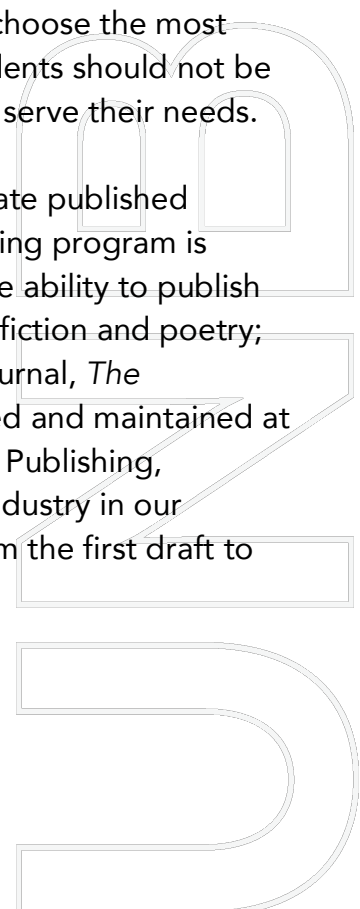 choose the most
dents should not be
serve their needs.
ate published
ing program is
e ability to publish
fiction and poetry;
urnal, The
ed and maintained at
Publishing,
dustry in our
m the first draft to
UNB